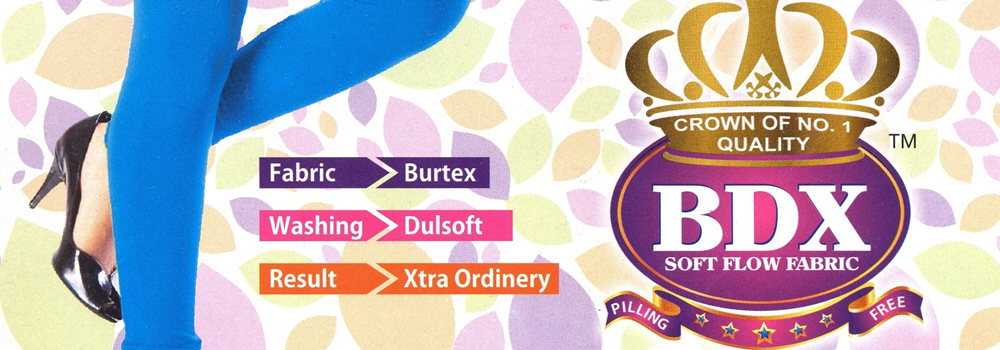 Fabric > Burtex
Washing > Dulsoft
Result > Xtra Ordinery
CROWN OF NO. 1
QUALITY
TM
BDX
SOFT FLOW FABRIC
PILLING FREE